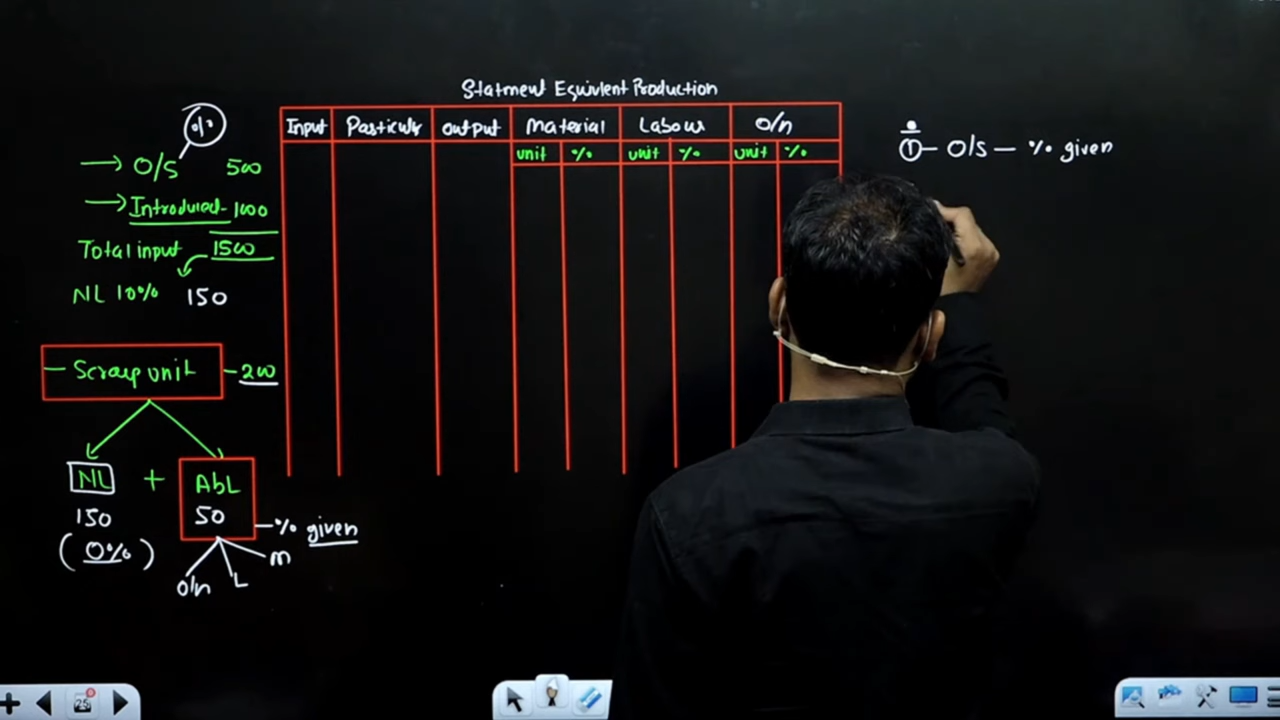 Statment Equivlent Production
Input Particulr output Material Labour O/H
unit % unit % unit %
O/S 500
Introduced - 1000
Total input 1500
NL 10% 150
- Scrap unit - 200
NL + AbL
150 50
(0%)
- % given
O/H L M
① - O/S - % given
25